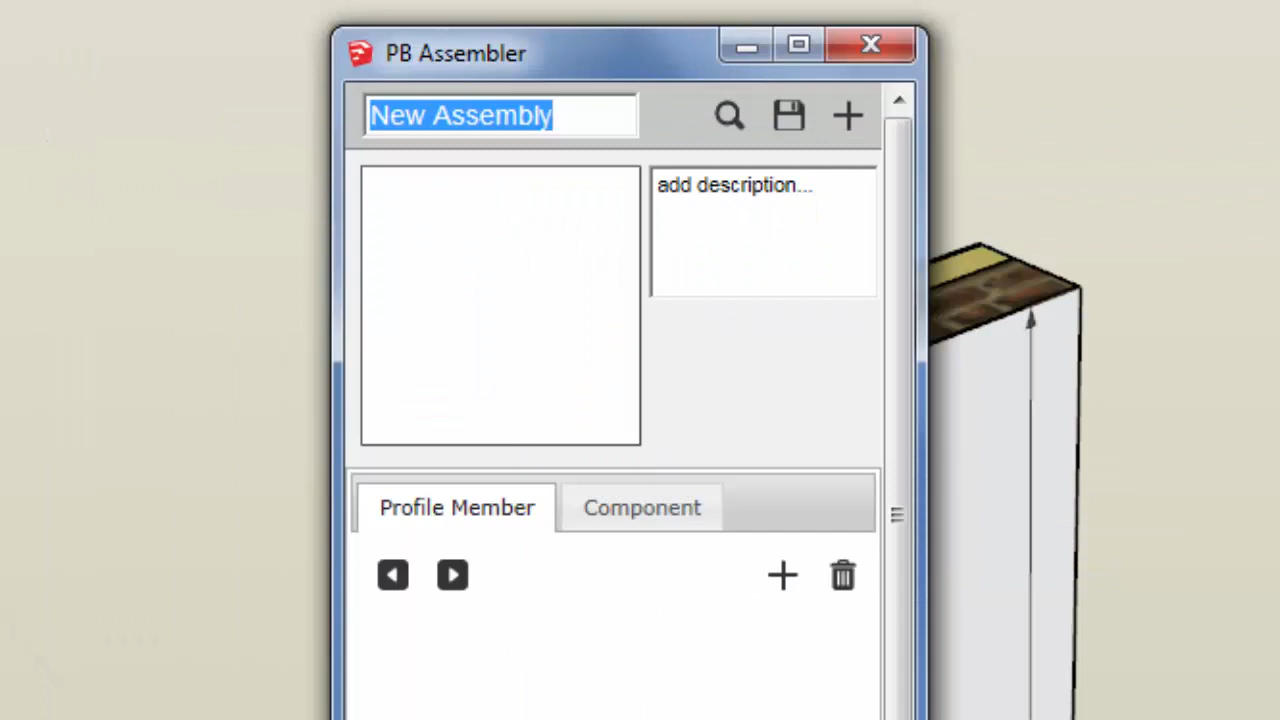 PB Assembler
New Assembly
add description...
Profile Member
Component